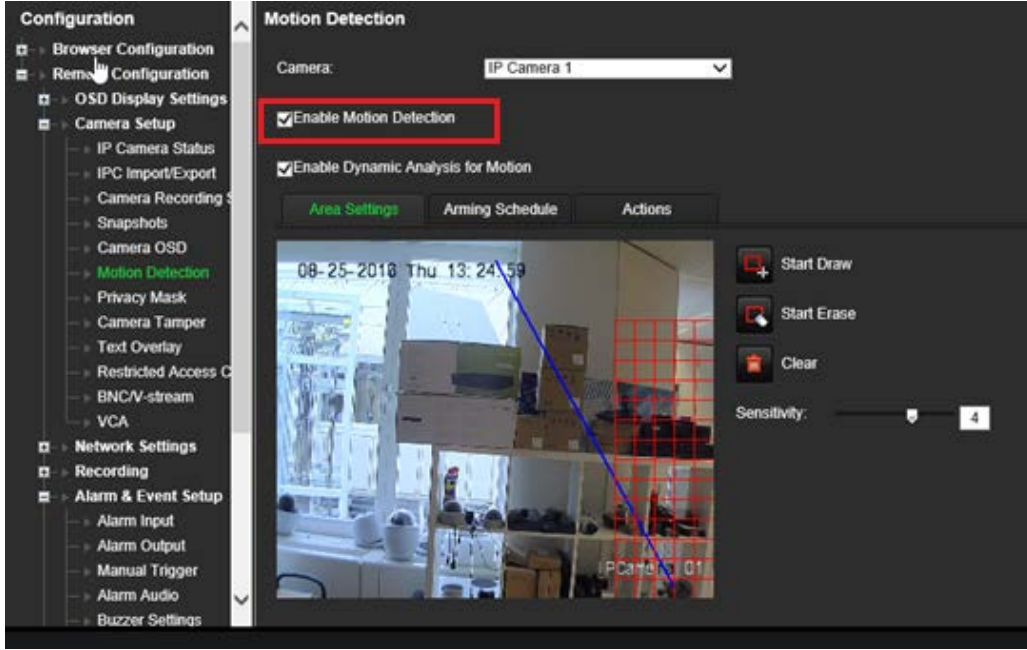 Configuration
Browser Configuration
Configuration
OSD Display Settings
Camera Setup
IP Camera Status
IPC Import/Export
Camera Recording S
Snapshots
Camera OSD
Motion Detection
Privacy Mask
Camera Tamper
Text Overlay
Restricted Access C
BNC/V-stream
VCA
Network Settings
Recording
Alarm & Event Setup
Alarm Input
Alarm Output
Manual Trigger
Alarm Audio
Buzzer Settings
Motion Detection
Camera:
IP Camera 1
Enable Motion Detection
Enable Dynamic Analysis for Motion
Area Settings
Arming Schedule
Actions
08-25-2016 Thu 13:24:59
IPCamera 01
Start Draw
Start Erase
Clear
Sensitivity:
4